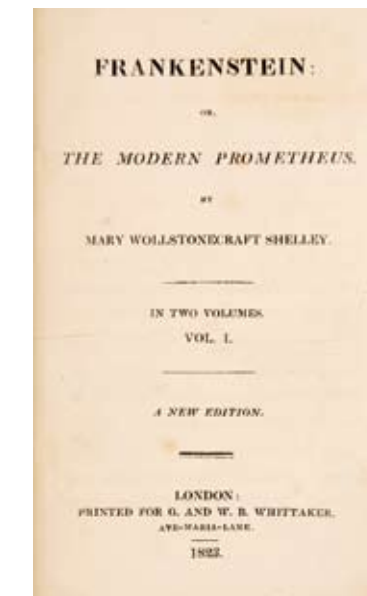 FRANKENSTEIN:
OR,
THE MODERN PROMETHEUS.
BY
MARY WOLLSTONECRAFT SHELLEY.
IN TWO VOLUMES.
VOL. I.
A NEW EDITION.
LONDON:
PRINTED FOR G. AND W. B. WHITTAKER,
AVE-MARIA-LANE.
1823.